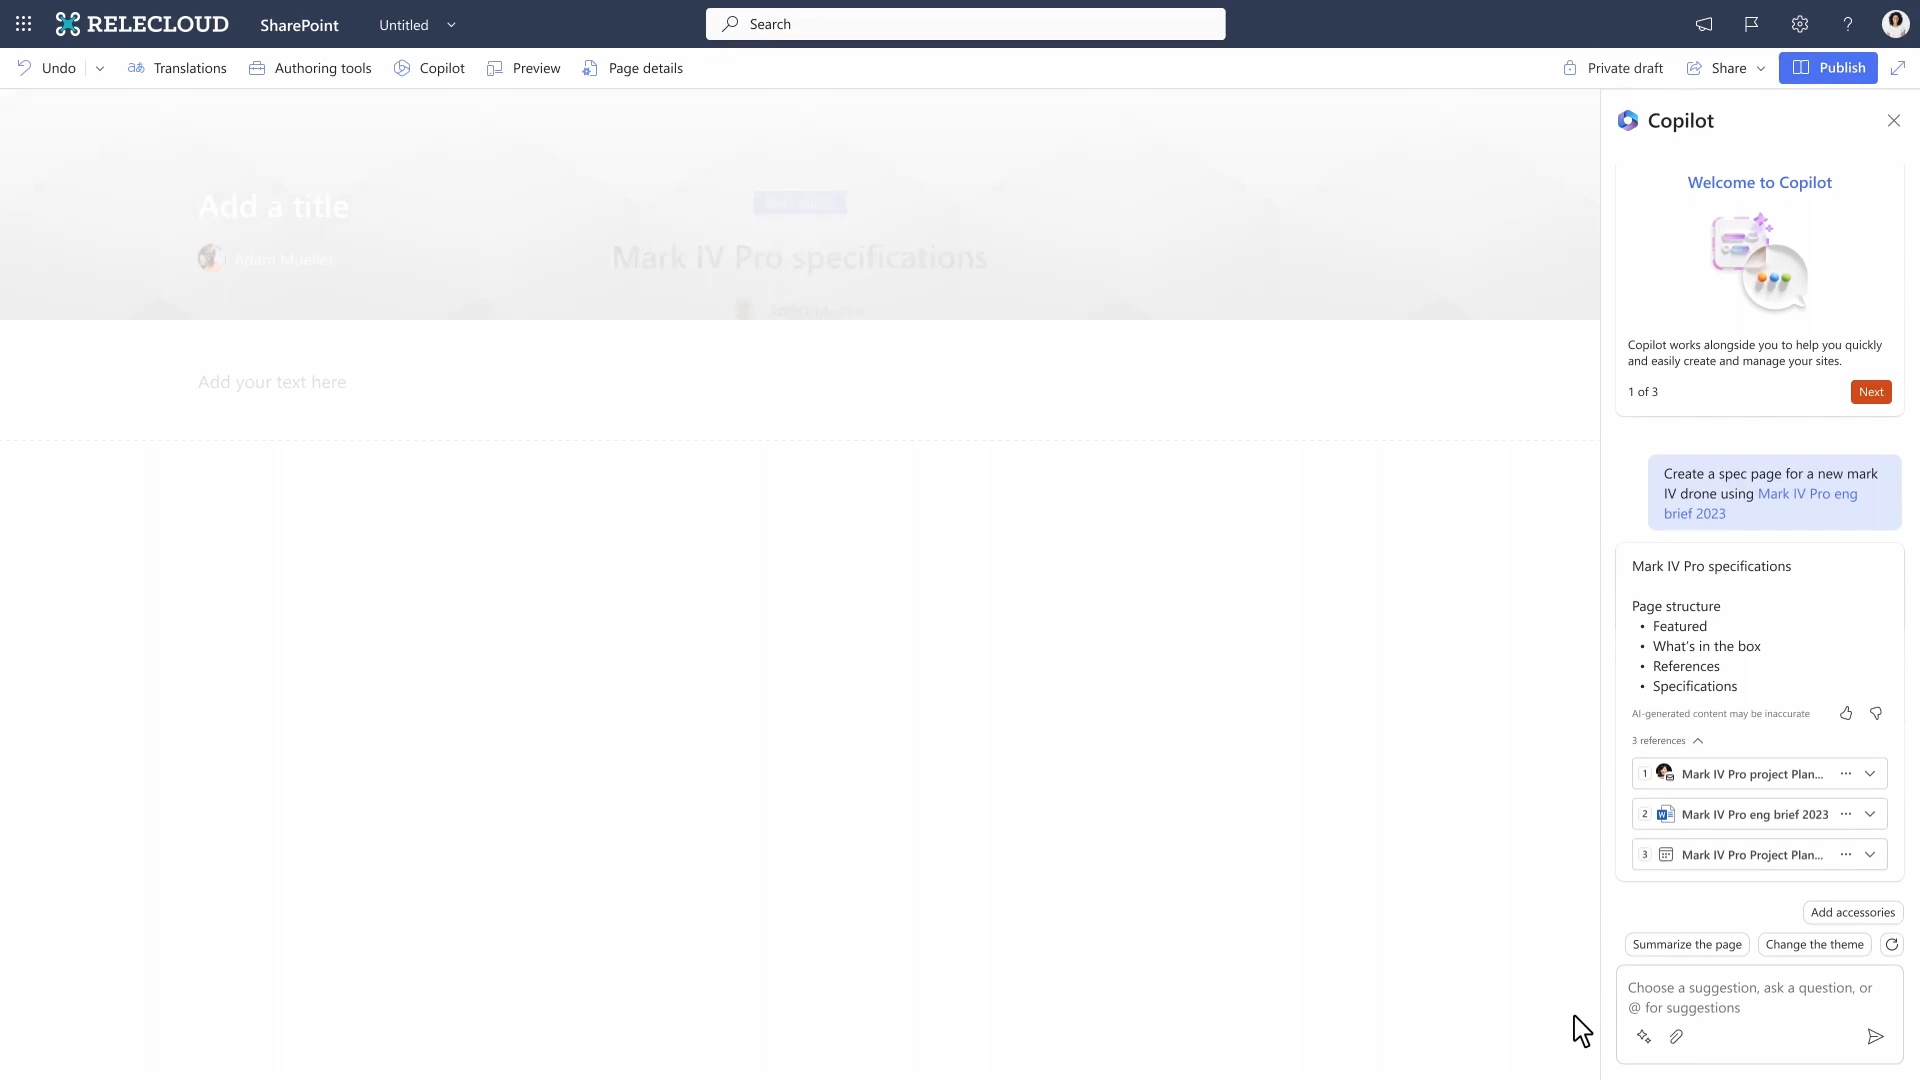 RELECLOUD
SharePoint
Untitled
Search
Undo
Translations
Authoring tools
Copilot
Preview
Page details
Private draft
Share
Publish
Add a title
Adam Mueller
Mark IV Pro specifications
Add your text here
Copilot
Welcome to Copilot
Copilot works alongside you to help you quickly
and easily create and manage your sites.
1 of 3
Next
Create a spec page for a new mark
IV drone using Mark IV Pro eng
brief 2023
Mark IV Pro specifications
Page structure
• Featured
• What's in the box
• References
• Specifications
AI-generated content may be inaccurate
3 references
1 Mark IV Pro project Plan...
2 Mark IV Pro eng brief 2023
3 Mark IV Pro Project Plan...
Add accessories
Summarize the page
Change the theme
Choose a suggestion, ask a question, or
@ for suggestions